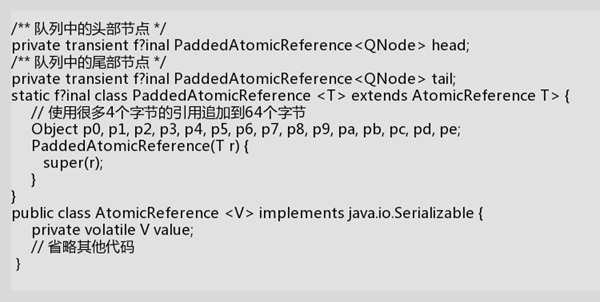 /** 队列中的头部节点 */
private transient f?inal PaddedAtomicReference<QNode> head;
/** 队列中的尾部节点 */
private transient f?inal PaddedAtomicReference<QNode> tail;
static f?inal class PaddedAtomicReference <T> extends AtomicReference T> {
// 使用很多4个字节的引用追加到64个字节
Object p0, p1, p2, p3, p4, p5, p6, p7, p8, p9, pa, pb, pc, pd, pe;
PaddedAtomicReference(T r) {
super(r);
}
}
public class AtomicReference <V> implements java.io.Serializable {
private volatile V value;
// 省略其他代码
}